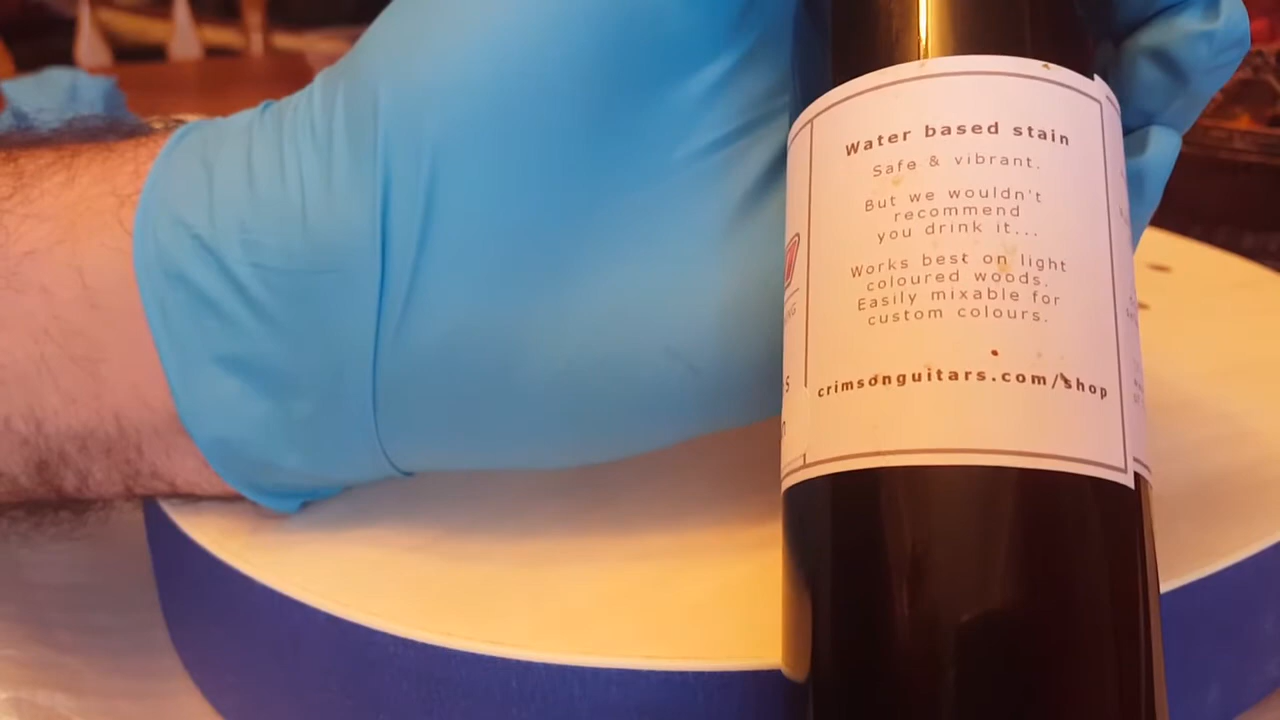 Water based stain
Safe & vibrant.
But we wouldn't
recommend
you drink it...
Works best on light
coloured woods.
Easily mixable for
custom colours.
crimsonguitars.com/shop